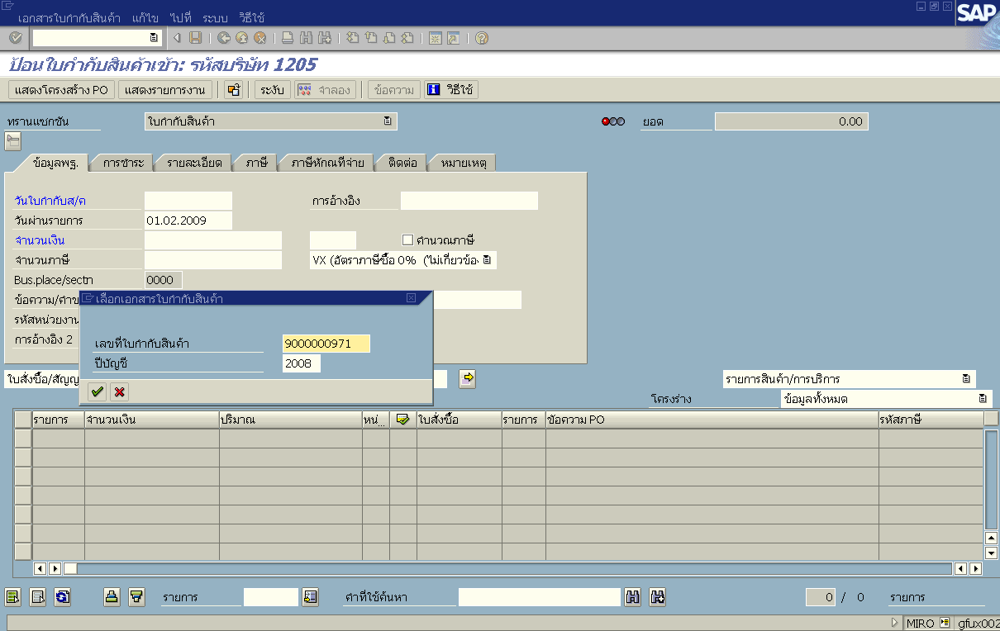 เอกสารใบกำกับสินค้า แก้ไข ไปที่ ระบบ วิธีใช้
SAP
ป้อนใบกำกับสินค้าเข้า: รหัสบริษัท 1205
แสดงโครงสร้าง PO แสดงรายการงาน ระงับ จำลอง ข้อความ วิธีใช้
ทรานแซกชัน ใบกำกับสินค้า ยอด 0.00
ข้อมูลพฐ. การชำระ รายละเอียด ภาษี ภาษีหักณที่จ่าย ติดต่อ หมายเหตุ
วันใบกำกับส/ค การอ้างอิง
วันผ่านรายการ 01.02.2009
จำนวนเงิน คำนวณภาษี
จำนวนภาษี VX (อัตราภาษีซื้อ 0% (ไม่เกี่ยวข้อง
Bus.place/sectn 0000
ข้อความ/คำข
เลือกเอกสารใบกำกับสินค้า
รหัสหน่วยงาน
การอ้างอิง 2
เลขที่ใบกำกับสินค้า 9000000971
ปีบัญชี 2008
ใบสั่งซื้อ/สัญญ รายการสินค้า/การบริการ
โครงร่าง ข้อมูลทั้งหมด
รายการ จำนวนเงิน ปริมาณ หน่... ใบสั่งซื้อ รายการ ข้อความ PO รหัสภาษี
รายการ คำที่ใช้ค้นหา 0 / 0 รายการ
MIRO gfux002